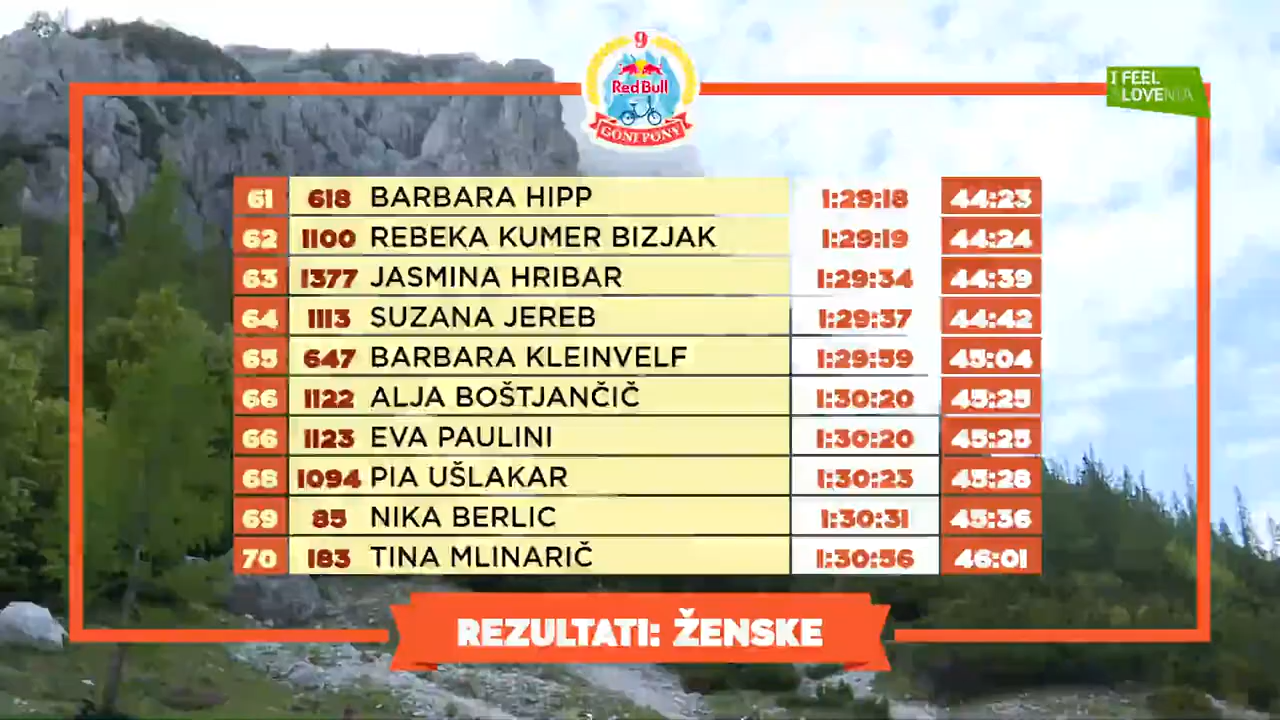 9
Red Bull
GONI PONY
I FEEL
SLOVENIA
61 618 BARBARA HIPP 1:29:18 44:23
62 1100 REBEKA KUMER BIZJAK 1:29:19 44:24
63 1377 JASMINA HRIBAR 1:29:34 44:39
64 1113 SUZANA JEREB 1:29:37 44:42
65 647 BARBARA KLEINVELF 1:29:59 45:04
66 1122 ALJA BOŠTJANČIČ 1:30:20 45:25
66 1123 EVA PAULINI 1:30:20 45:25
68 1094 PIA UŠLAKAR 1:30:23 45:28
69 85 NIKA BERLIC 1:30:31 45:36
70 183 TINA MLINARIČ 1:30:56 46:01
REZULTATI: ŽENSKE